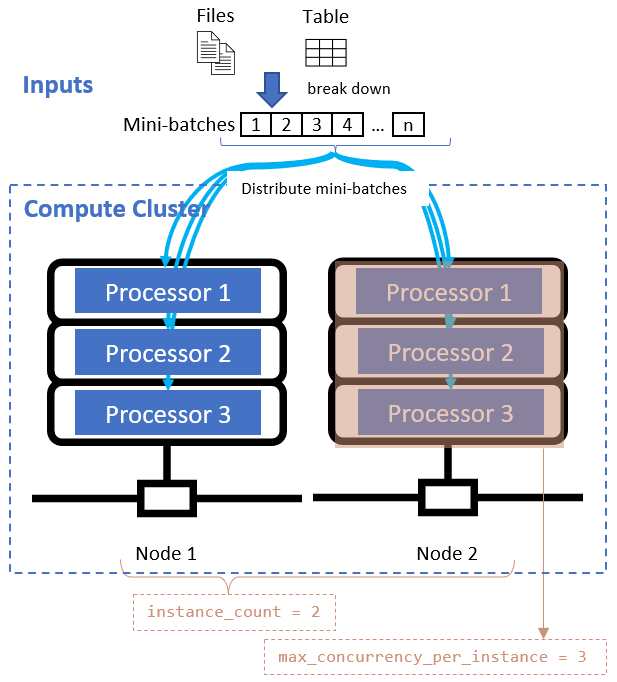 Files
Table
Inputs
break down
Mini-batches 1 2 3 4 ... n
Distribute mini-batches
Compute Cluster
Processor 1
Processor 1
Processor 2
Processor 2
Processor 3
Processor 3
Node 1
Node 2
instance_count = 2
max_concurrency_per_instance = 3